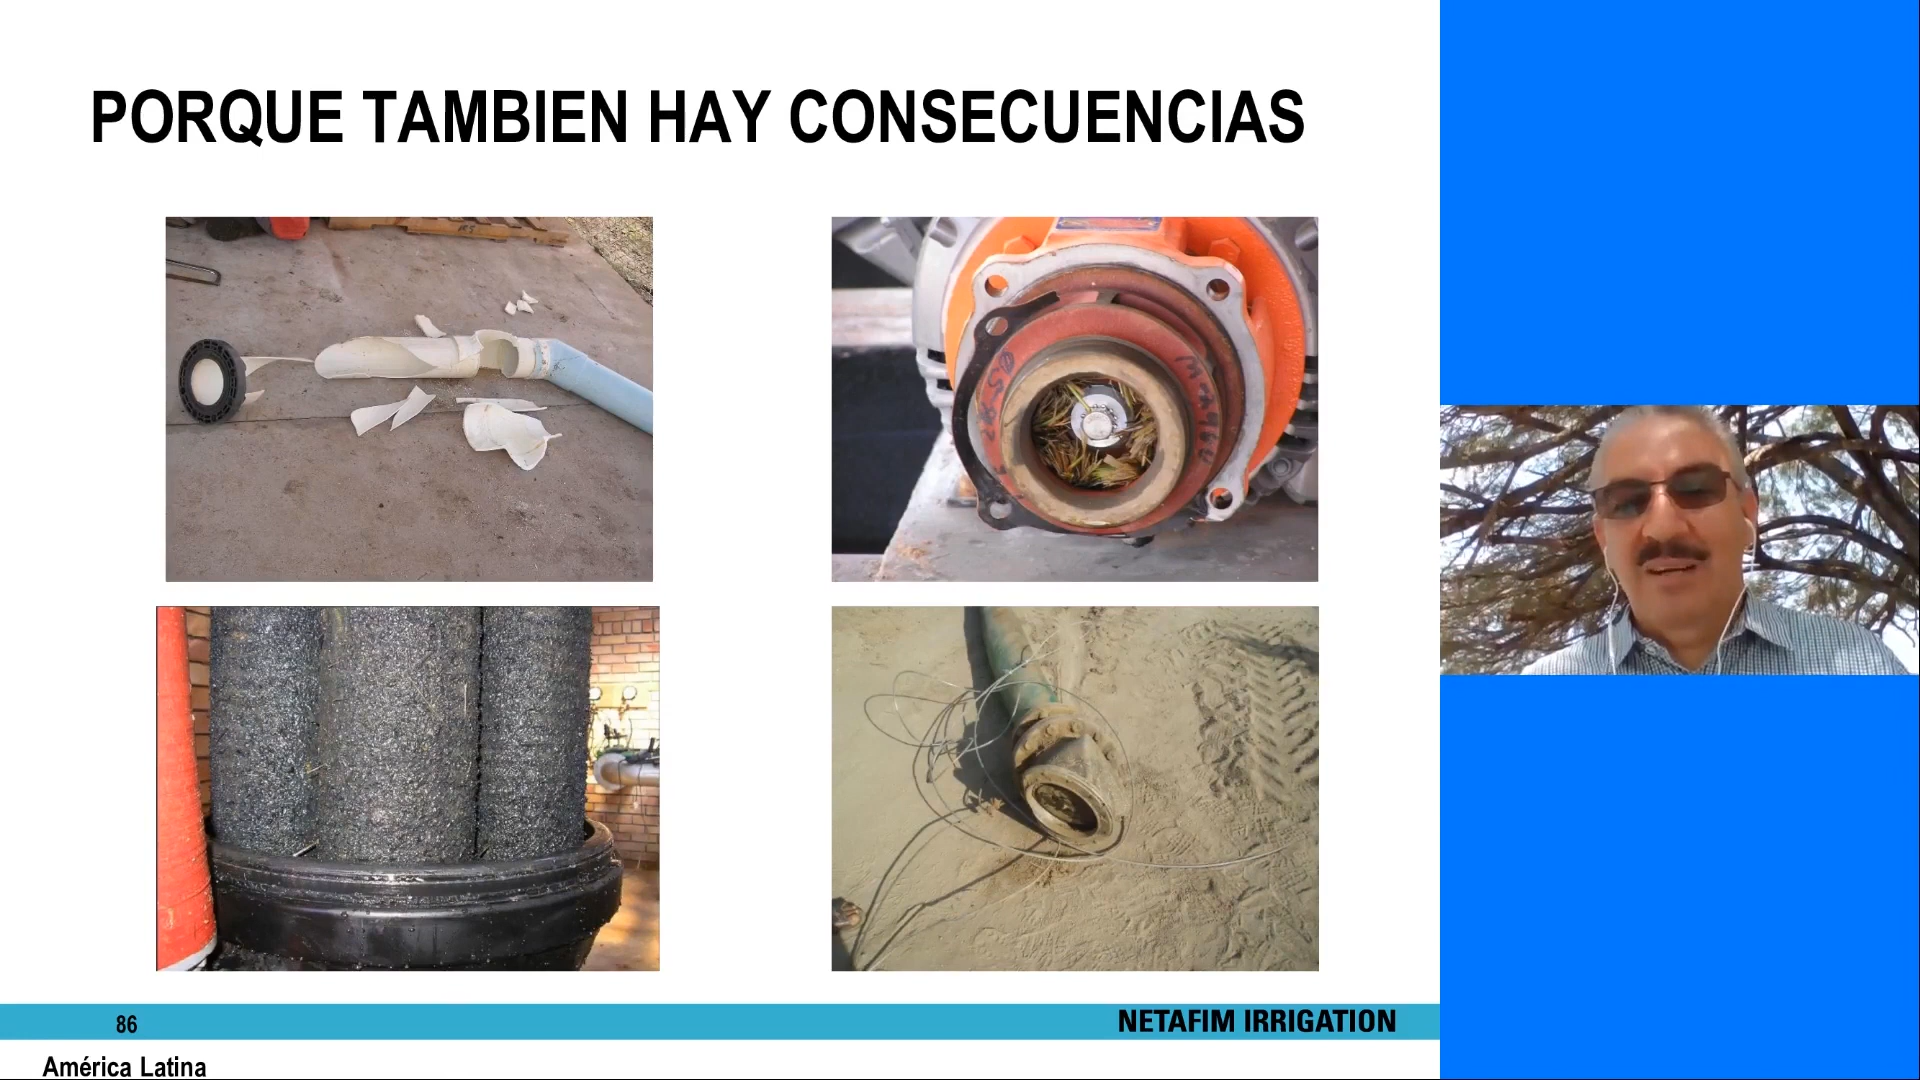 PORQUE TAMBIEN HAY CONSECUENCIAS
86
NETAFIM IRRIGATION
América Latina